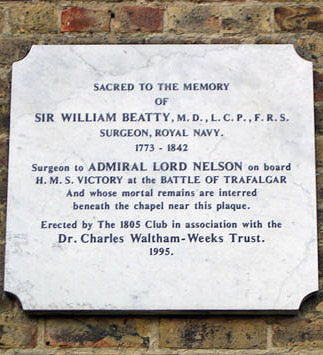 SACRED TO THE MEMORY
OF
SIR WILLIAM BEATTY, M.D., L.C.P., F.R.S.
SURGEON, ROYAL NAVY.
1773 - 1842
Surgeon to ADMIRAL LORD NELSON on board
H.M.S. VICTORY at the BATTLE OF TRAFALGAR
And whose mortal remains are interred
beneath the chapel near this plaque.
Erected by The 1805 Club in association with the
Dr. Charles Waltham-Weeks Trust.
1995.